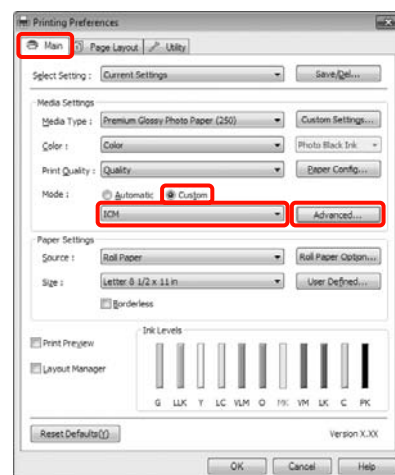 Printing Preferences
Main Page Layout Utility
Select Setting : Current Settings Save/Del...
Media Settings
Media Type : Premium Glossy Photo Paper (250) Custom Settings...
Color : Color Photo Black Ink
Print Quality : Quality Paper Config...
Mode : Automatic Custom
ICM Advanced...
Paper Settings
Source : Roll Paper Roll Paper Option...
Size : Letter 8 1/2 x 11 in User Defined...
Borderless
Ink Levels
Print Preview
Layout Manager
G LLK Y LC VLM O MK VM LK C PK
Reset Defaults(Y) Version X.XX
OK Cancel Help